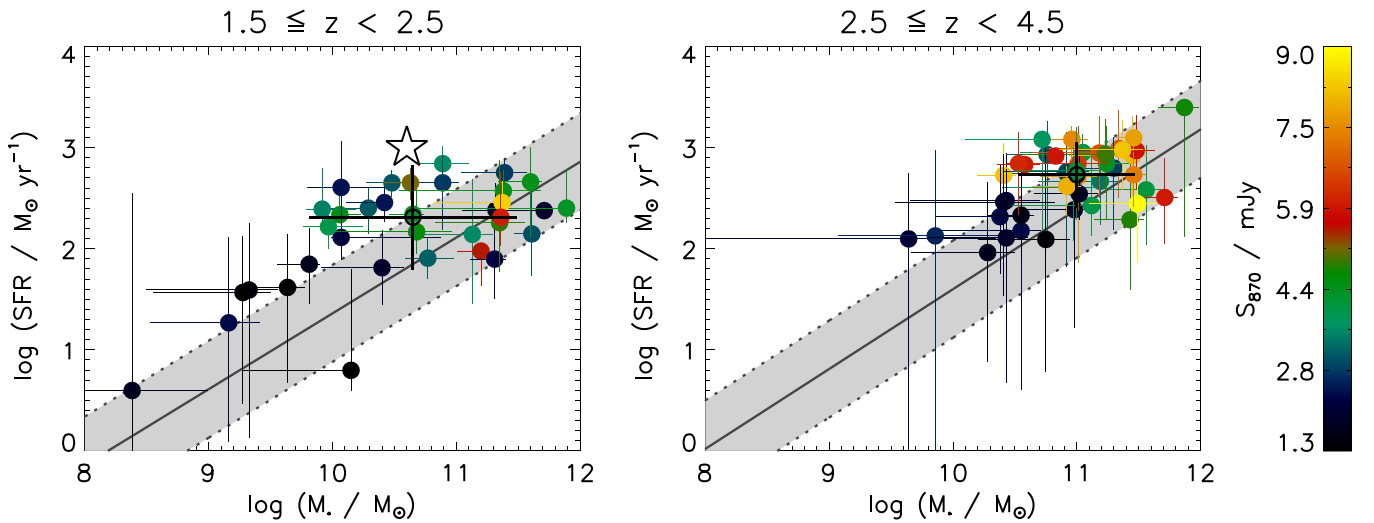 1.5 ≦ z < 2.5
2.5 ≦ z < 4.5
4
3
2
1
0
log (SFR / M⊙ yr⁻¹)
8 9 10 11 12
log (M⋆ / M⊙)
4
3
2
1
0
log (SFR / M⊙ yr⁻¹)
8 9 10 11 12
log (M⋆ / M⊙)
9.0
7.5
5.9
4.4
2.8
1.3
S₈₇₀ / mJy